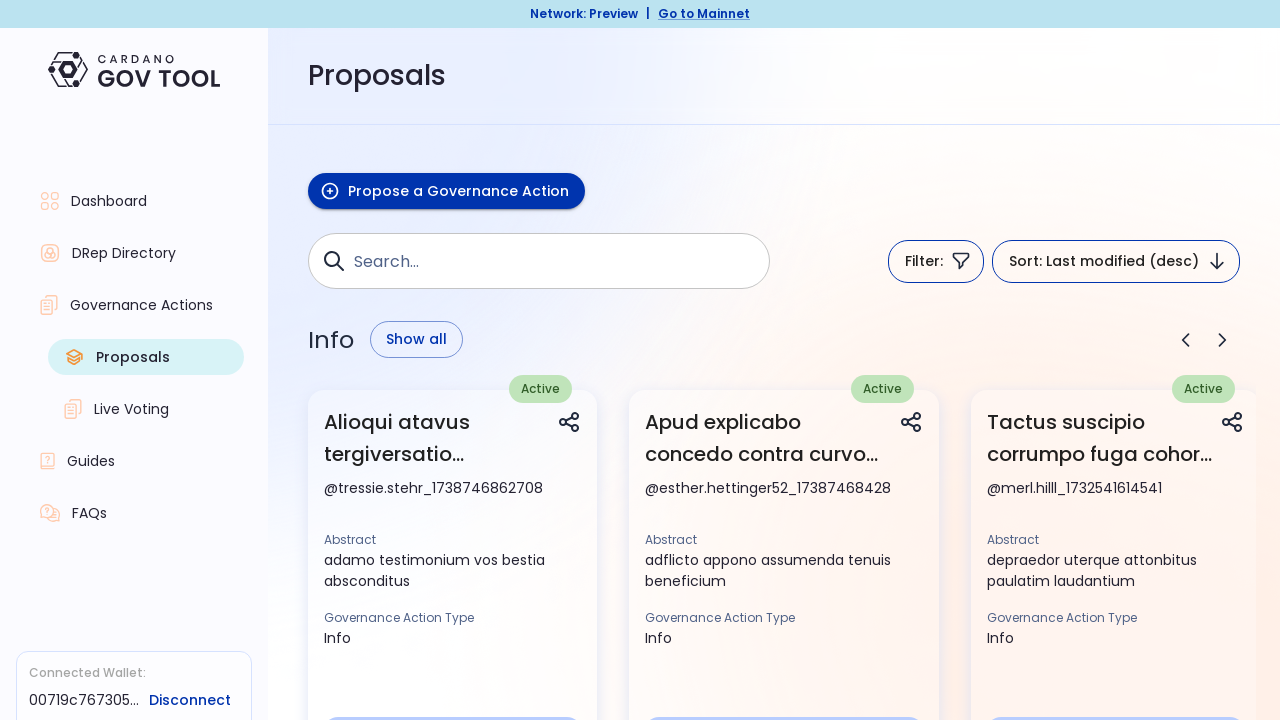 Network: Preview | Go to Mainnet
CARDANO
GOV TOOL
Dashboard
DRep Directory
Governance Actions
Proposals
Live Voting
Guides
FAQs
Connected Wallet:
00719c767305... Disconnect
Proposals
Propose a Governance Action
Search...
Filter:
Sort: Last modified (desc)
Info
Show all
Active
Alioqui atavus
tergiversatio...
@tressie.stehr_1738746862708
Abstract
adamo testimonium vos bestia
absconditus
Governance Action Type
Info
Active
Apud explicabo
concedo contra curvo...
@esther.hettinger52_17387468428
Abstract
adflicto appono assumenda tenuis
beneficium
Governance Action Type
Info
Active
Tactus suscipio
corrumpo fuga cohor...
@merl.hilll_1732541614541
Abstract
depraedor uterque attonbitus
paulatim laudantium
Governance Action Type
Info